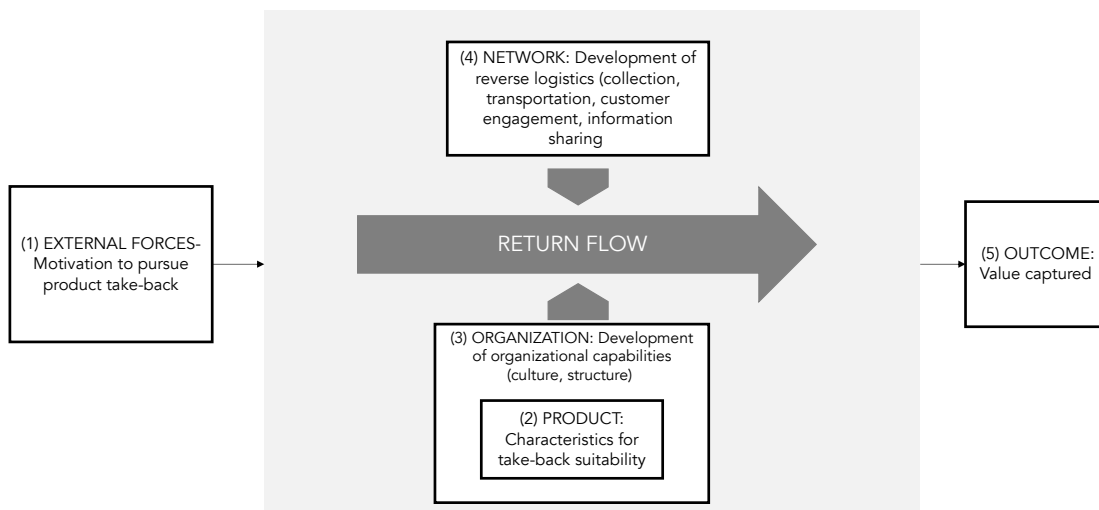 (4) NETWORK: Development of
reverse logistics (collection,
transportation, customer
engagement, information
sharing
(1) EXTERNAL FORCES-
Motivation to pursue
product take-back
RETURN FLOW
(5) OUTCOME:
Value captured
(3) ORGANIZATION: Development
of organizational capabilities
(culture, structure)
(2) PRODUCT:
Characteristics for
take-back suitability